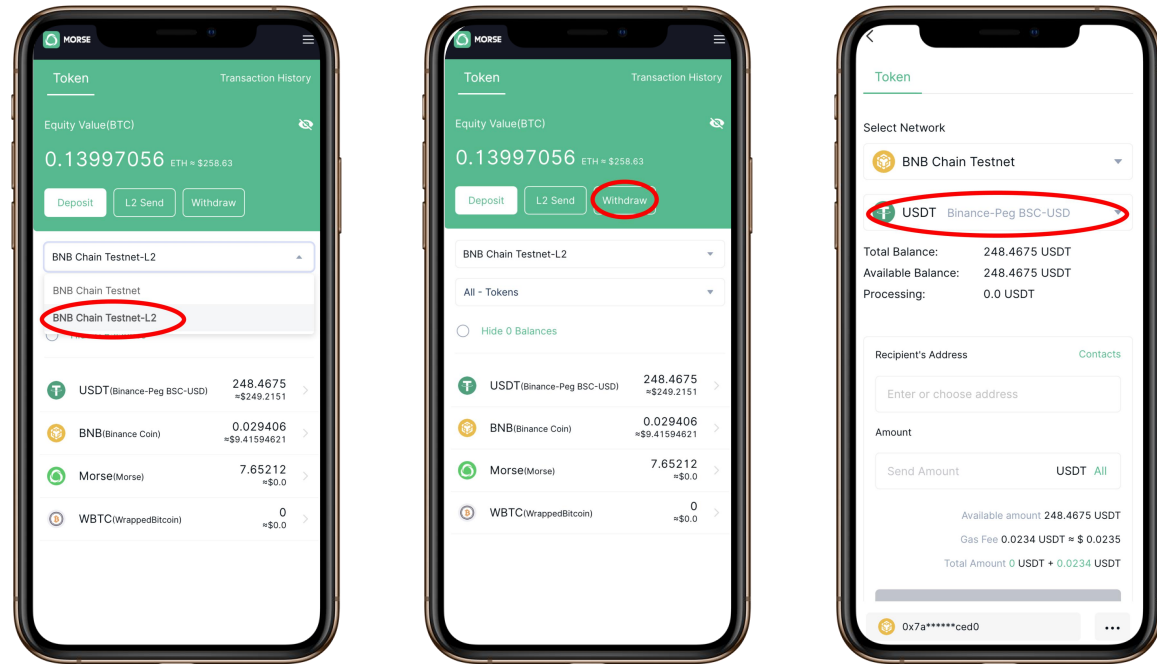 MORSE
Token Transaction History
Equity Value(BTC)
0.13997056 ETH ≈ $258.63
Deposit L2 Send Withdraw
BNB Chain Testnet-L2
BNB Chain Testnet
BNB Chain Testnet-L2
USDT(Binance-Peg BSC-USD) 248.4675
≈$249.2151
BNB(Binance Coin) 0.029406
≈$9.41594621
Morse(Morse) 7.65212
≈$0.0
WBTC(WrappedBitcoin) 0
≈$0.0
MORSE
Token Transaction History
Equity Value(BTC)
0.13997056 ETH ≈ $258.63
Deposit L2 Send Withdraw
BNB Chain Testnet-L2
All - Tokens
Hide 0 Balances
USDT(Binance-Peg BSC-USD) 248.4675
≈$249.2151
BNB(Binance Coin) 0.029406
≈$9.41594621
Morse(Morse) 7.65212
≈$0.0
WBTC(WrappedBitcoin) 0
≈$0.0
Token
Select Network
BNB Chain Testnet
USDT Binance-Peg BSC-USD
Total Balance: 248.4675 USDT
Available Balance: 248.4675 USDT
Processing: 0.0 USDT
Recipient's Address Contacts
Enter or choose address
Amount
Send Amount USDT All
Available amount 248.4675 USDT
Gas Fee 0.0234 USDT ≈ $ 0.0235
Total Amount 0 USDT + 0.0234 USDT
0x7a******ced0